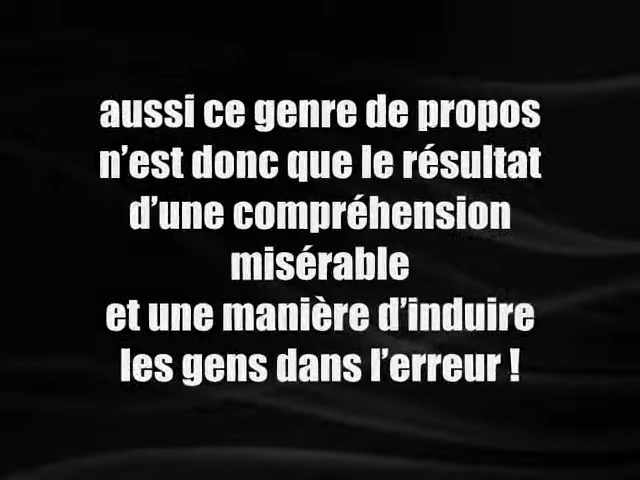 aussi ce genre de propos
n’est donc que le résultat
d’une compréhension
misérable
et une manière d’induire
les gens dans l’erreur !